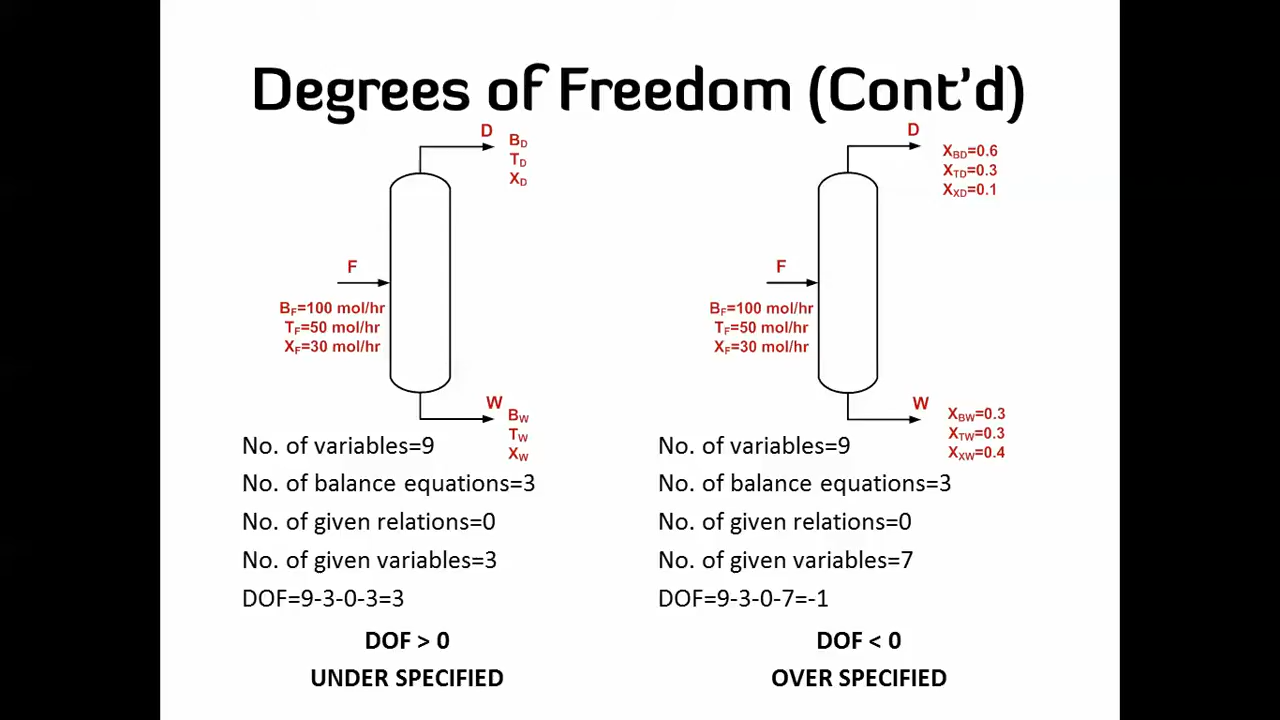 Degrees of Freedom (Cont'd)
D
B_D
T_D
X_D
F
B_F=100 mol/hr
T_F=50 mol/hr
X_F=30 mol/hr
W
B_W
T_W
X_W
No. of variables=9
No. of balance equations=3
No. of given relations=0
No. of given variables=3
DOF=9-3-0-3=3
DOF > 0
UNDER SPECIFIED
D
X_BD=0.6
X_TD=0.3
X_XD=0.1
F
B_F=100 mol/hr
T_F=50 mol/hr
X_F=30 mol/hr
W
X_BW=0.3
X_TW=0.3
X_XW=0.4
No. of variables=9
No. of balance equations=3
No. of given relations=0
No. of given variables=7
DOF=9-3-0-7=-1
DOF < 0
OVER SPECIFIED